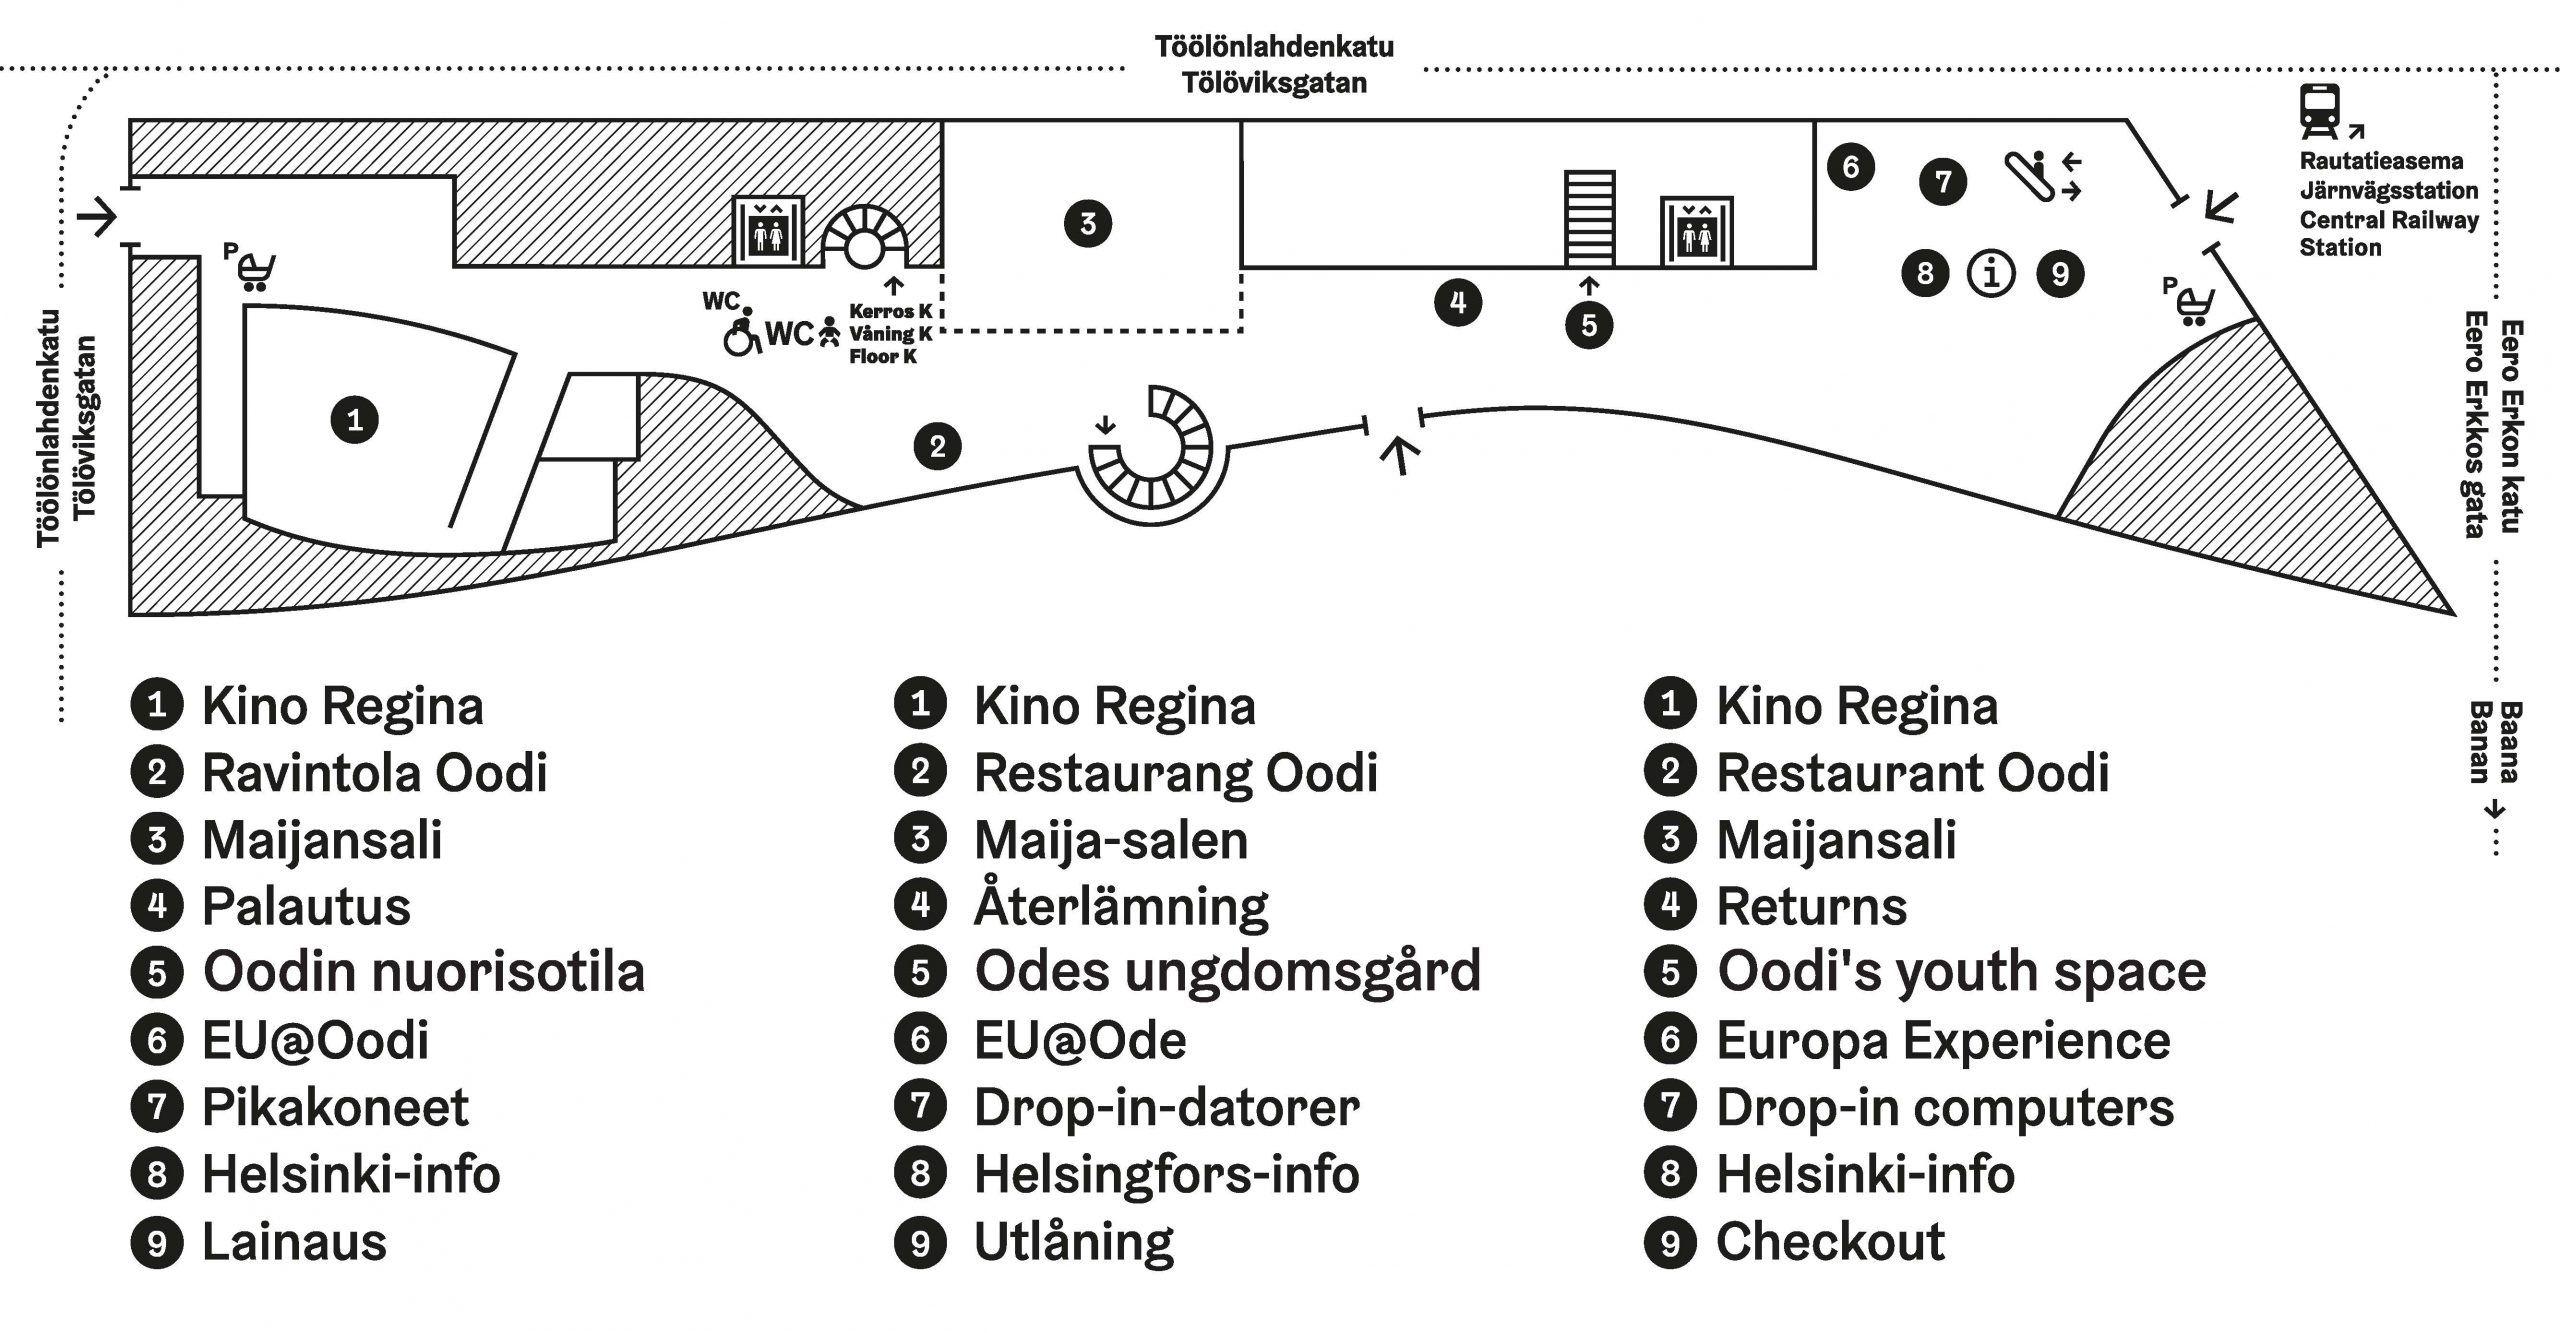 Töölönlahdenkatu
Tölöviksgatan
Rautatieasema
Järnvägsstation
Central Railway
Station
Töölönlahdenkatu
Tölöviksgatan
P
WC
WC
Kerros K
Våning K
Floor K
1
2
3
4
5
6
7
8
i
9
P
Eero Erkon katu
Eero Erkkos gata
Baana
Banan
1 Kino Regina
2 Ravintola Oodi
3 Maijansali
4 Palautus
5 Oodin nuorisotila
6 EU@Oodi
7 Pikakoneet
8 Helsinki-info
9 Lainaus
1 Kino Regina
2 Restaurang Oodi
3 Maija-salen
4 Återlämning
5 Odes ungdomsgård
6 EU@Ode
7 Drop-in-datorer
8 Helsingfors-info
9 Utlåning
1 Kino Regina
2 Restaurant Oodi
3 Maijansali
4 Returns
5 Oodi's youth space
6 Europa Experience
7 Drop-in computers
8 Helsinki-info
9 Checkout